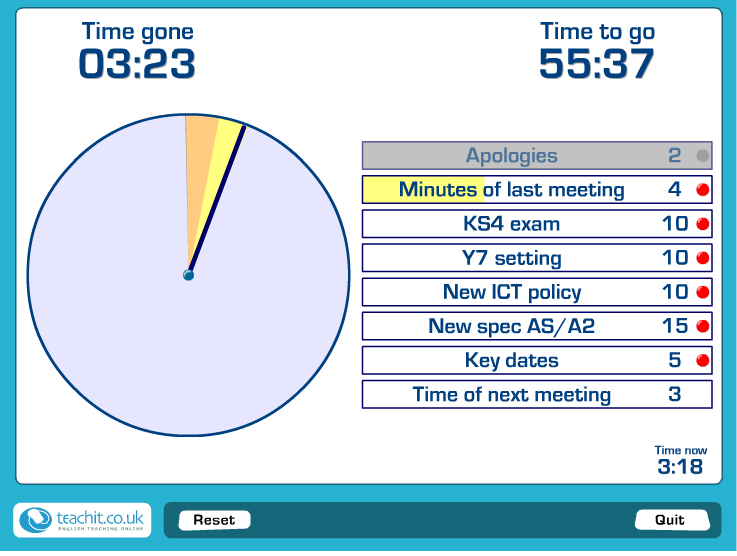 Time gone
03:23
Time to go
55:37
Apologies 2
Minutes of last meeting 4
KS4 exam 10
Y7 setting 10
New ICT policy 10
New spec AS/A2 15
Key dates 5
Time of next meeting 3
Time now
3:18
teachit.co.uk
ENGLISH TEACHING ONLINE
Reset
Quit